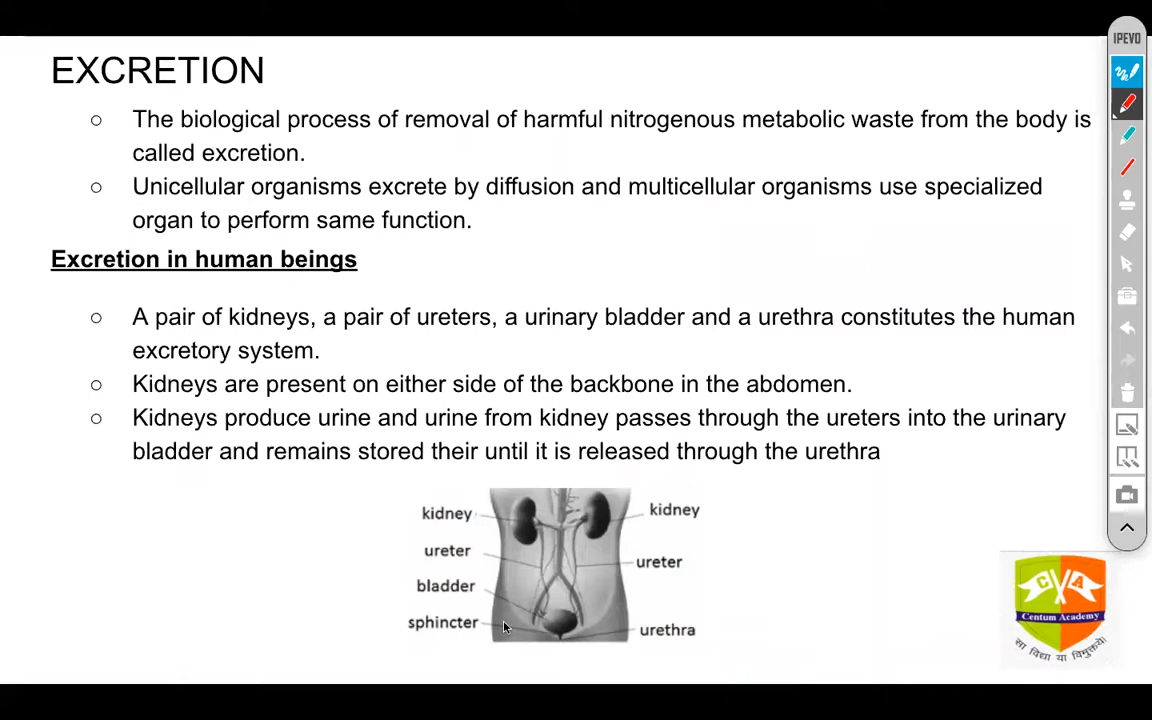 IPEVO
EXCRETION
○ The biological process of removal of harmful nitrogenous metabolic waste from the body is
called excretion.
○ Unicellular organisms excrete by diffusion and multicellular organisms use specialized
organ to perform same function.
Excretion in human beings
○ A pair of kidneys, a pair of ureters, a urinary bladder and a urethra constitutes the human
excretory system.
○ Kidneys are present on either side of the backbone in the abdomen.
○ Kidneys produce urine and urine from kidney passes through the ureters into the urinary
bladder and remains stored their until it is released through the urethra
kidney
kidney
ureter
ureter
bladder
sphincter
urethra
C A
Centum Academy
सा विद्या या विमुक्तये।